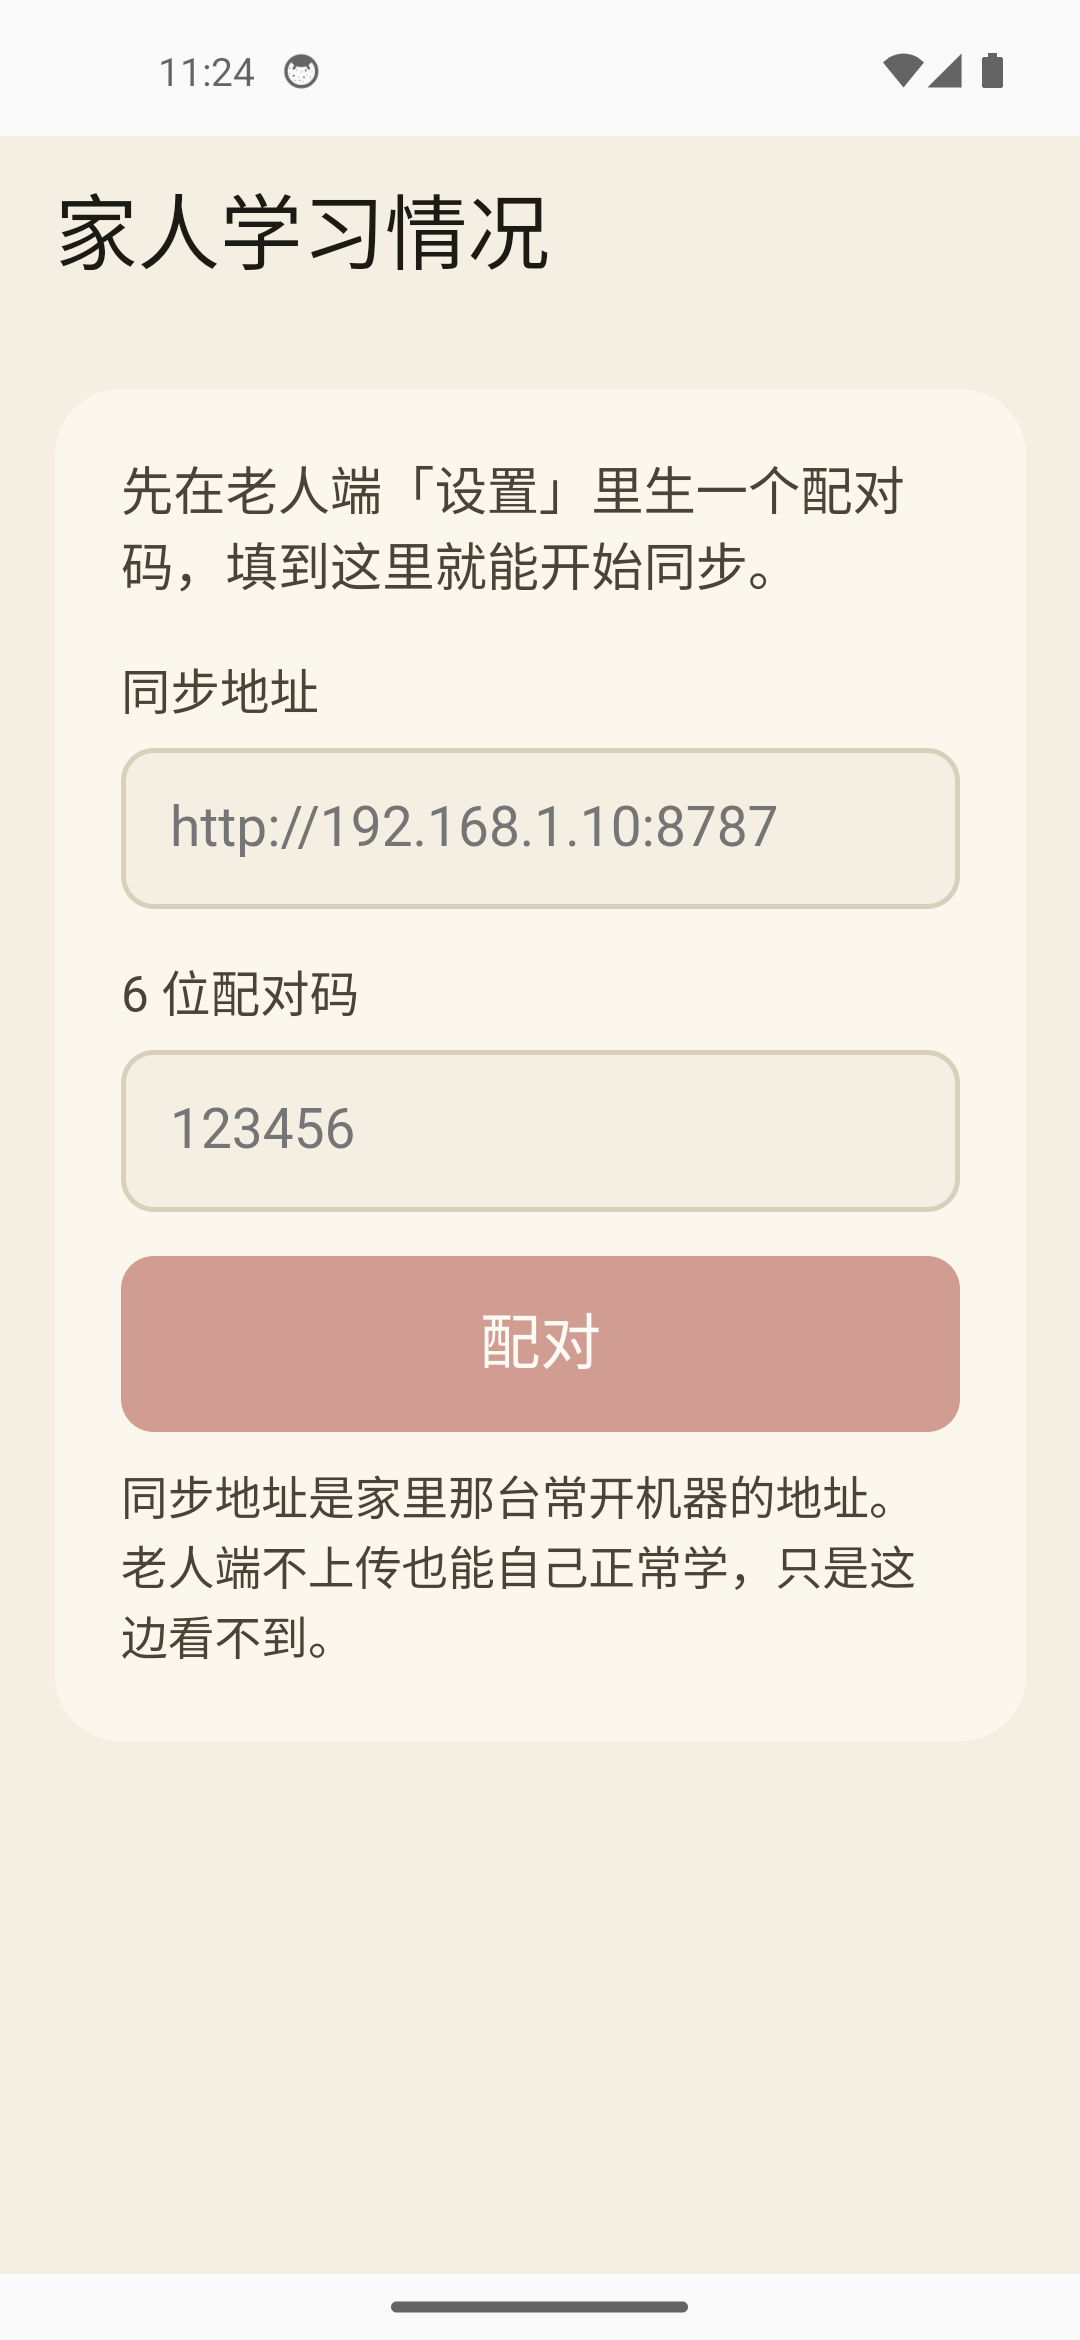 11:24
家人学习情况
先在老人端「设置」里生一个配对
码，填到这里就能开始同步。
同步地址
http://192.168.1.10:8787
6 位配对码
123456
配对
同步地址是家里那台常开机器的地址。
老人端不上传也能自己正常学，只是这
边看不到。